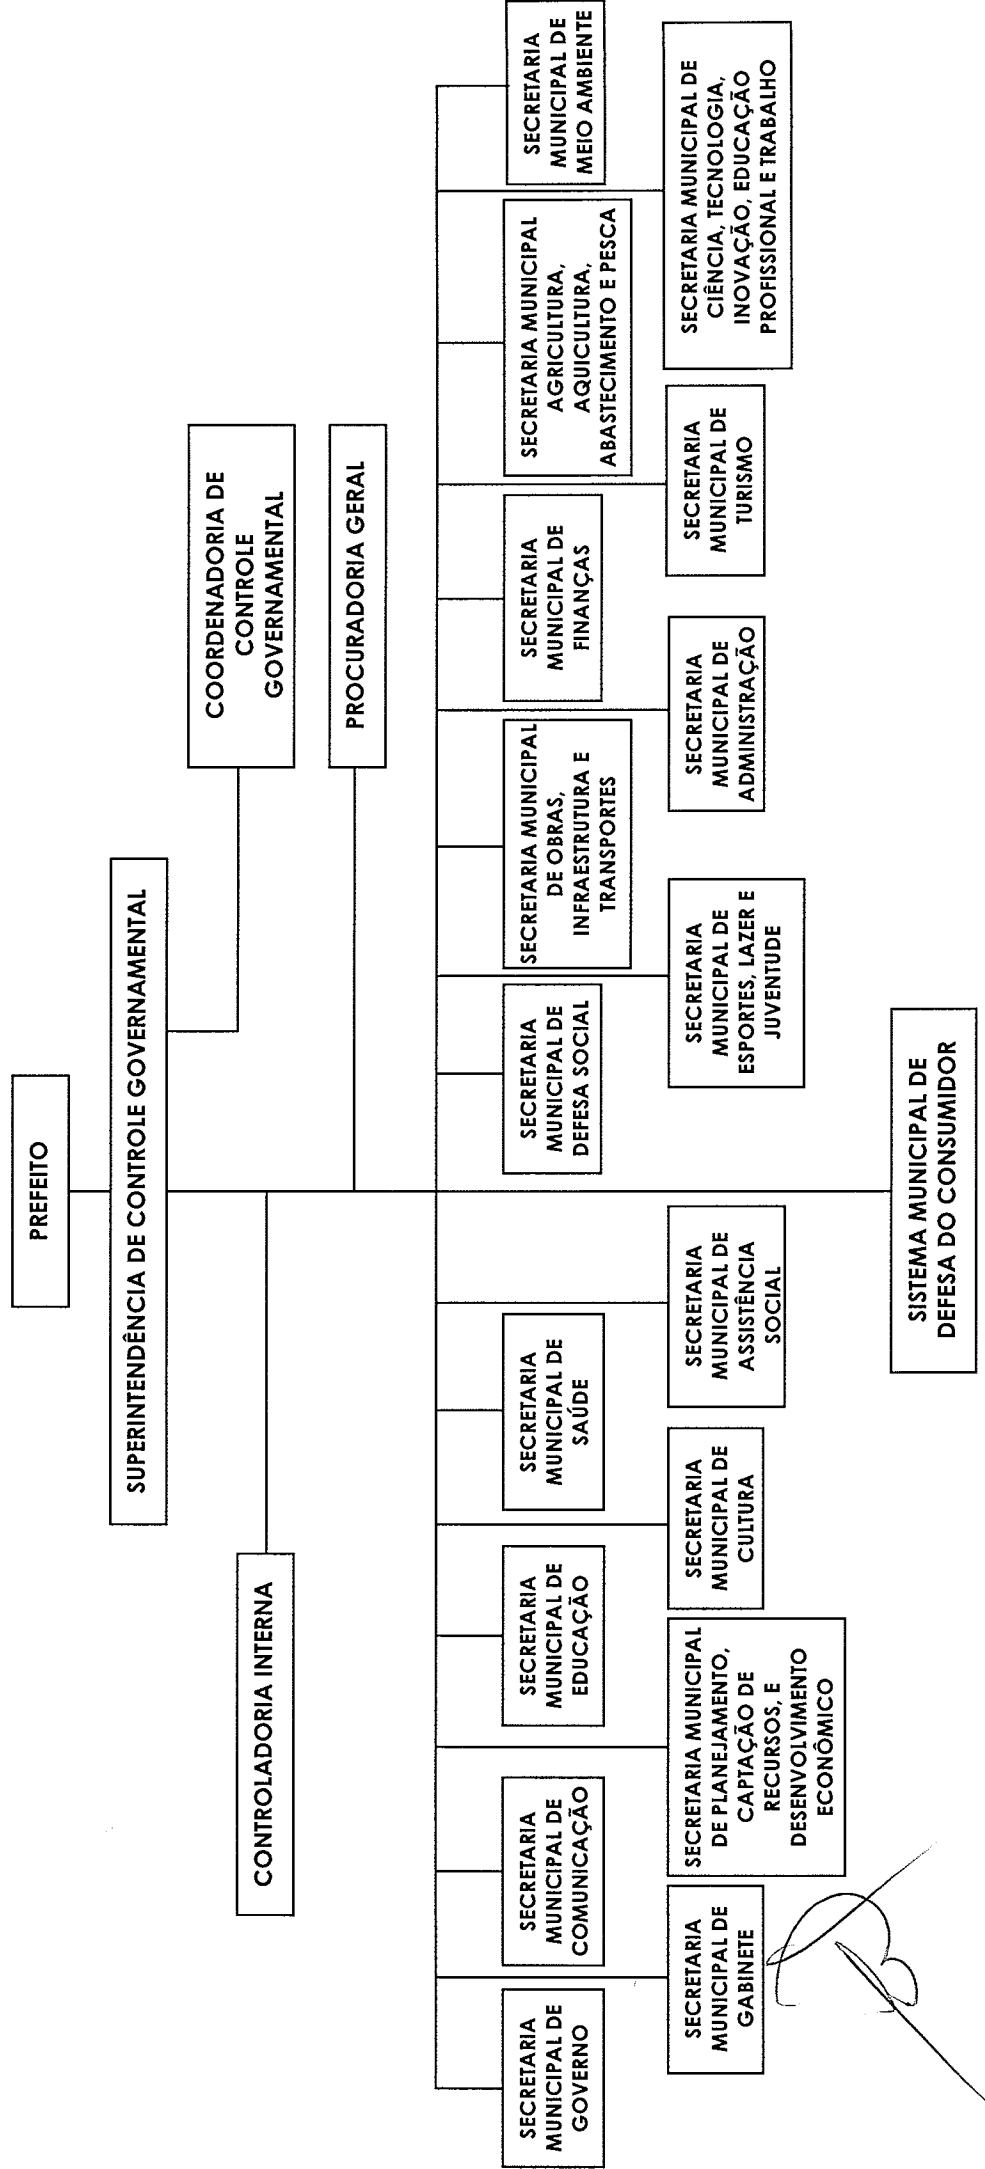 PREFEITO
SUPERINTENDÊNCIA DE CONTROLE GOVERNAMENTAL
COORDENADORIA DE
CONTROLE
GOVERNAMENTAL
CONTROLADORIA INTERNA
PROCURADORIA GERAL
SECRETARIA
MUNICIPAL DE
GOVERNO
SECRETARIA
MUNICIPAL DE
COMUNICAÇÃO
SECRETARIA
MUNICIPAL DE
EDUCAÇÃO
SECRETARIA
MUNICIPAL DE
SAÚDE
SECRETARIA
MUNICIPAL DE
DEFESA SOCIAL
SECRETARIA MUNICIPAL
DE OBRAS,
INFRAESTRUTURA E
TRANSPORTES
SECRETARIA
MUNICIPAL DE
FINANÇAS
SECRETARIA MUNICIPAL
AGRICULTURA,
AQUICULTURA,
ABASTECIMENTO E PESCA
SECRETARIA
MUNICIPAL DE
MEIO AMBIENTE
SECRETARIA
MUNICIPAL DE
GABINETE
SECRETARIA MUNICIPAL
DE PLANEJAMENTO,
CAPTAÇÃO DE
RECURSOS, E
DESENVOLVIMENTO
ECONÔMICO
SECRETARIA
MUNICIPAL DE
CULTURA
SECRETARIA
MUNICIPAL DE
ASSISTÊNCIA
SOCIAL
SECRETARIA
MUNICIPAL DE
ESPORTES, LAZER E
JUVENTUDE
SECRETARIA
MUNICIPAL DE
ADMINISTRAÇÃO
SECRETARIA
MUNICIPAL DE
TURISMO
SECRETARIA MUNICIPAL DE
CIÊNCIA, TECNOLOGIA,
INOVAÇÃO, EDUCAÇÃO
PROFISSIONAL E TRABALHO
SISTEMA MUNICIPAL DE
DEFESA DO CONSUMIDOR